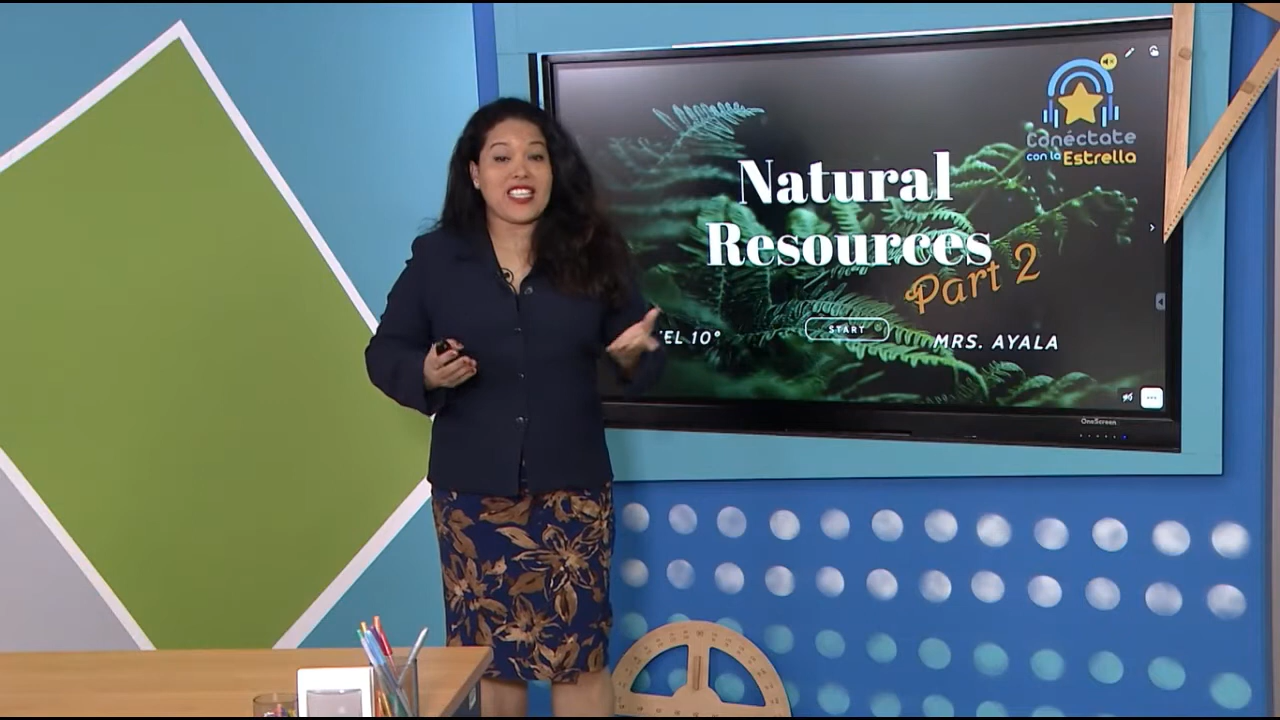 Conéctate
con la Estrella
Natural
Resources
Part 2
START
EL 10°
MRS. AYALA
OneScreen